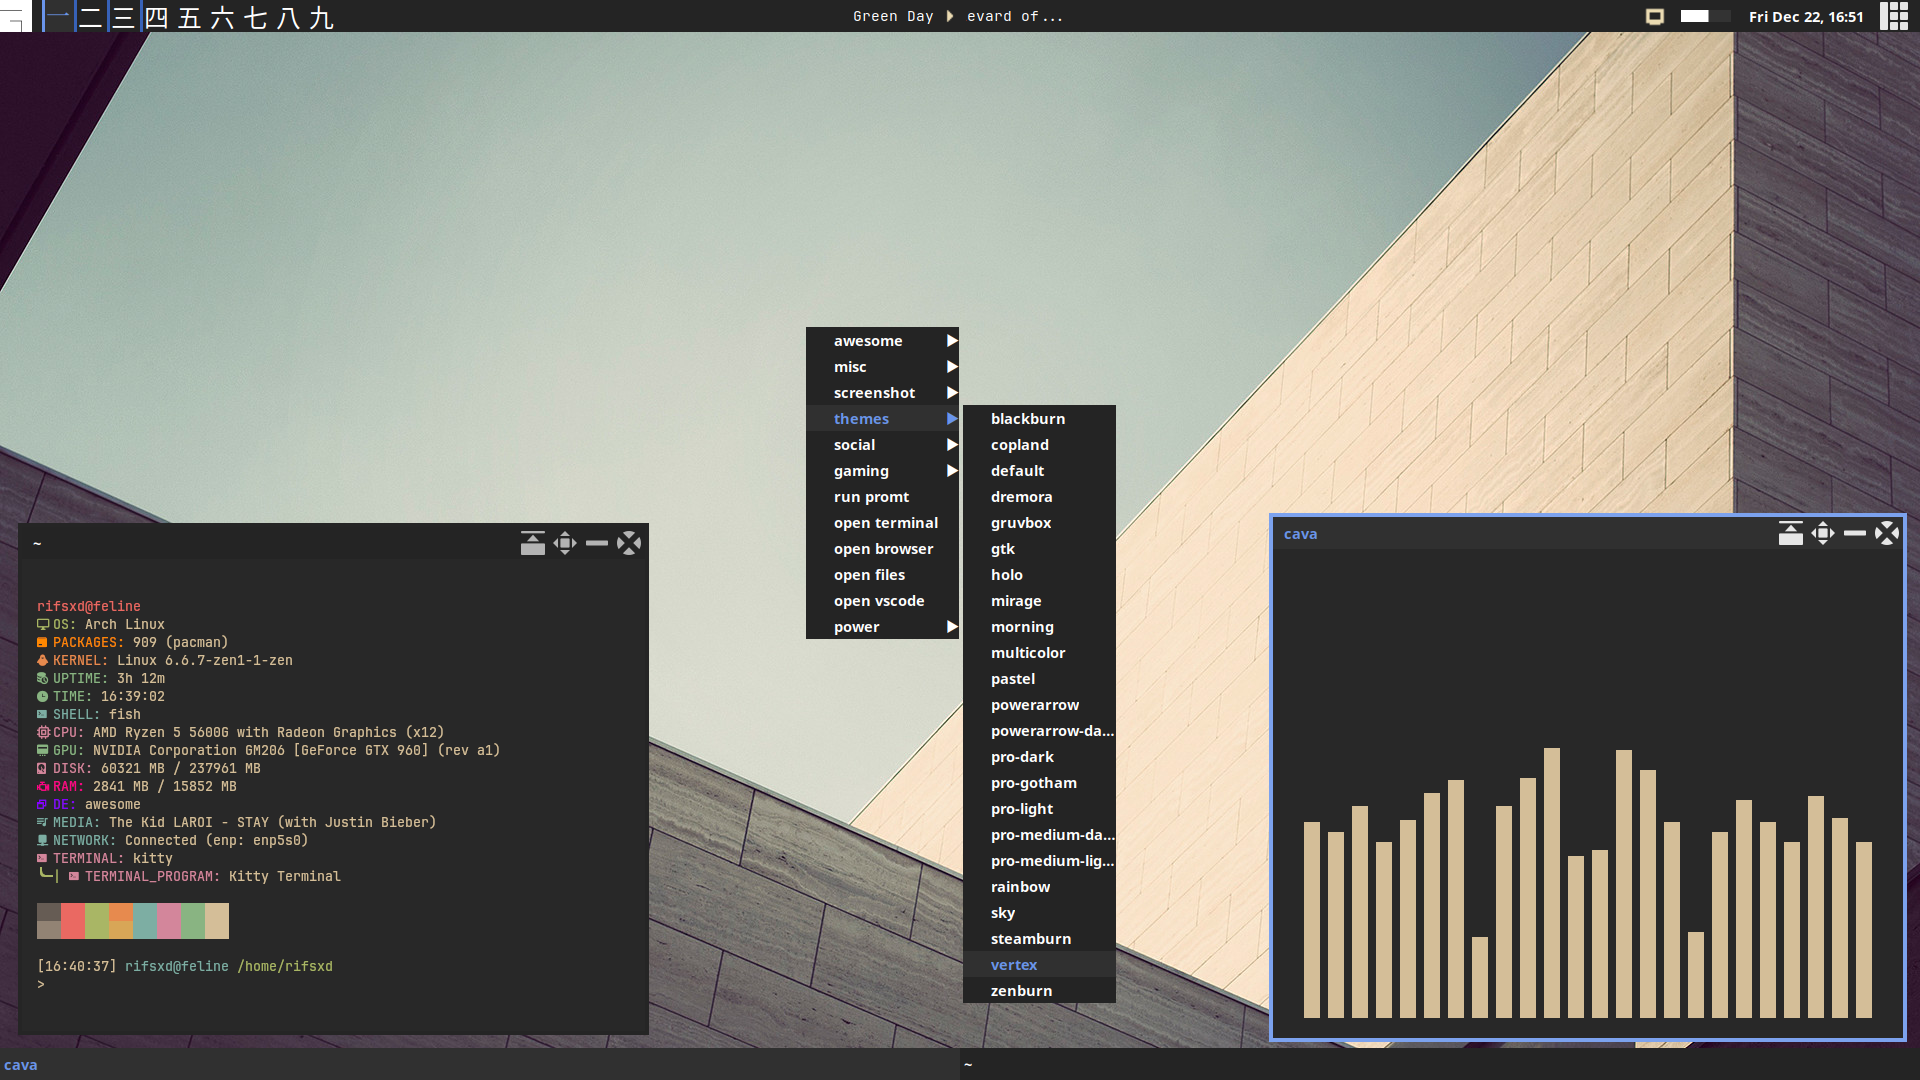 一 二 三 四 五 六 七 八 九
Green Day evard of...
Fri Dec 22, 16:51
awesome
misc
screenshot
themes
social
gaming
run promt
open terminal
open browser
open files
open vscode
power
blackburn
copland
default
dremora
gruvbox
gtk
holo
mirage
morning
multicolor
pastel
powerarrow
powerarrow-da...
pro-dark
pro-gotham
pro-light
pro-medium-da...
pro-medium-lig...
rainbow
sky
steamburn
vertex
zenburn
~
rifsxd@feline
OS: Arch Linux
PACKAGES: 909 (pacman)
KERNEL: Linux 6.6.7-zen1-1-zen
UPTIME: 3h 12m
TIME: 16:39:02
SHELL: fish
CPU: AMD Ryzen 5 5600G with Radeon Graphics (x12)
GPU: NVIDIA Corporation GM206 [GeForce GTX 960] (rev a1)
DISK: 60321 MB / 237961 MB
RAM: 2841 MB / 15852 MB
DE: awesome
MEDIA: The Kid LAROI - STAY (with Justin Bieber)
NETWORK: Connected (enp: enp5s0)
TERMINAL: kitty
TERMINAL_PROGRAM: Kitty Terminal
[16:40:37] rifsxd@feline /home/rifsxd
>
cava
cava
~